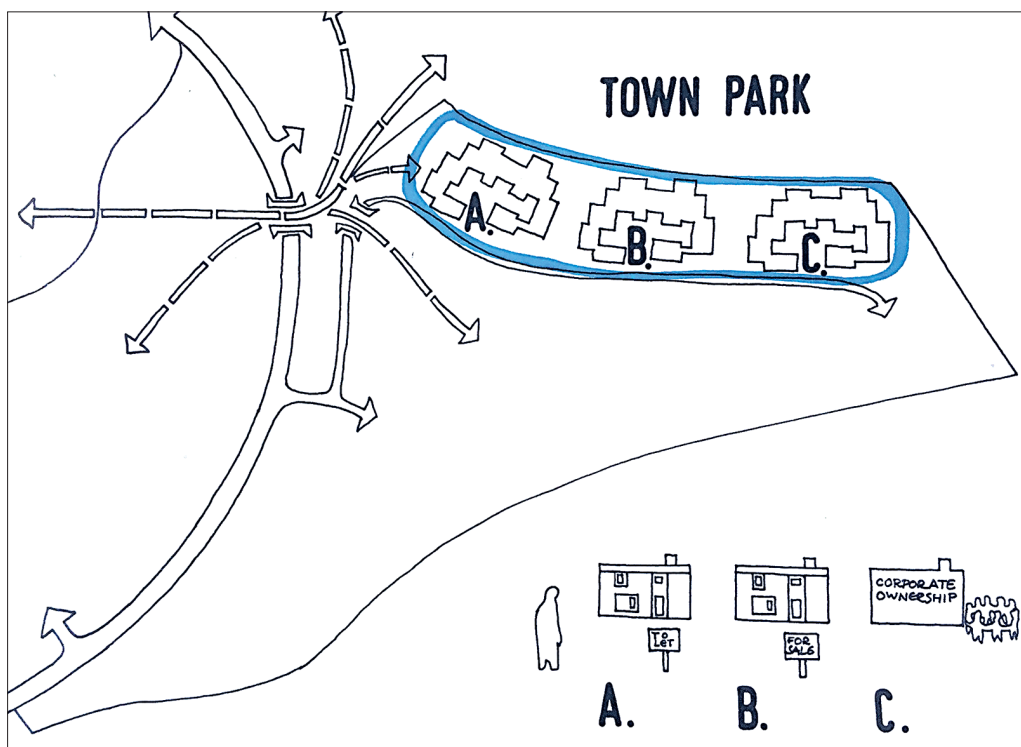 TOWN PARK
A.
B.
C.
TO
LET
FOR
SALE
CORPORATE
OWNERSHIP
A.
B.
C.